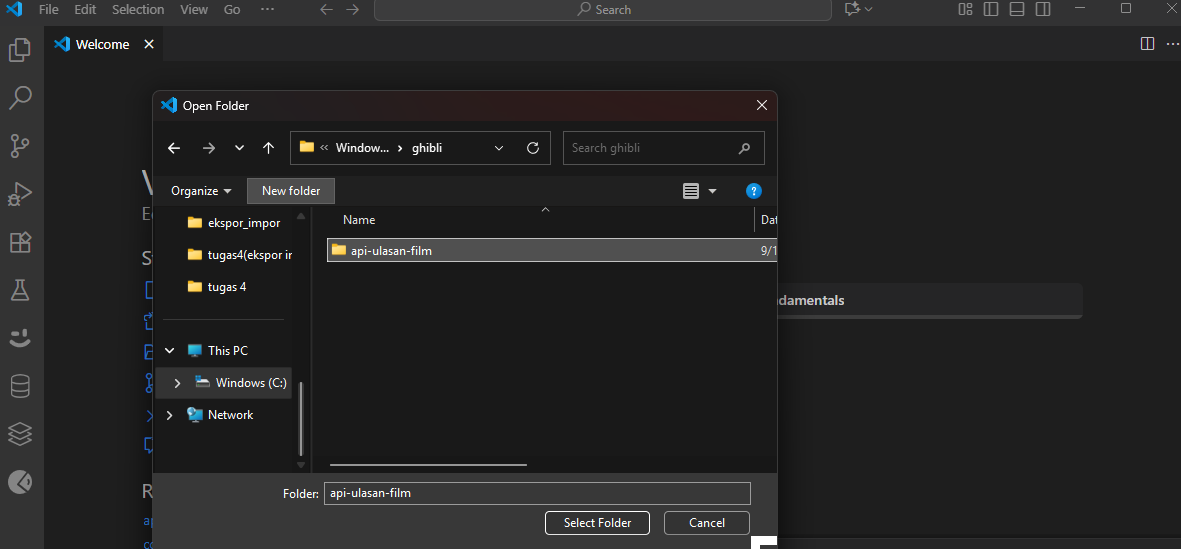 File Edit Selection View Go ··· Search
Welcome
Open Folder
« Window... › ghibli Search ghibli
Organize New folder
Name Dat
ekspor_impor
api-ulasan-film 9/1
tugas4(ekspor ir
tugas 4
damentals
This PC
Windows (C:)
Network
Folder: api-ulasan-film
Select Folder Cancel